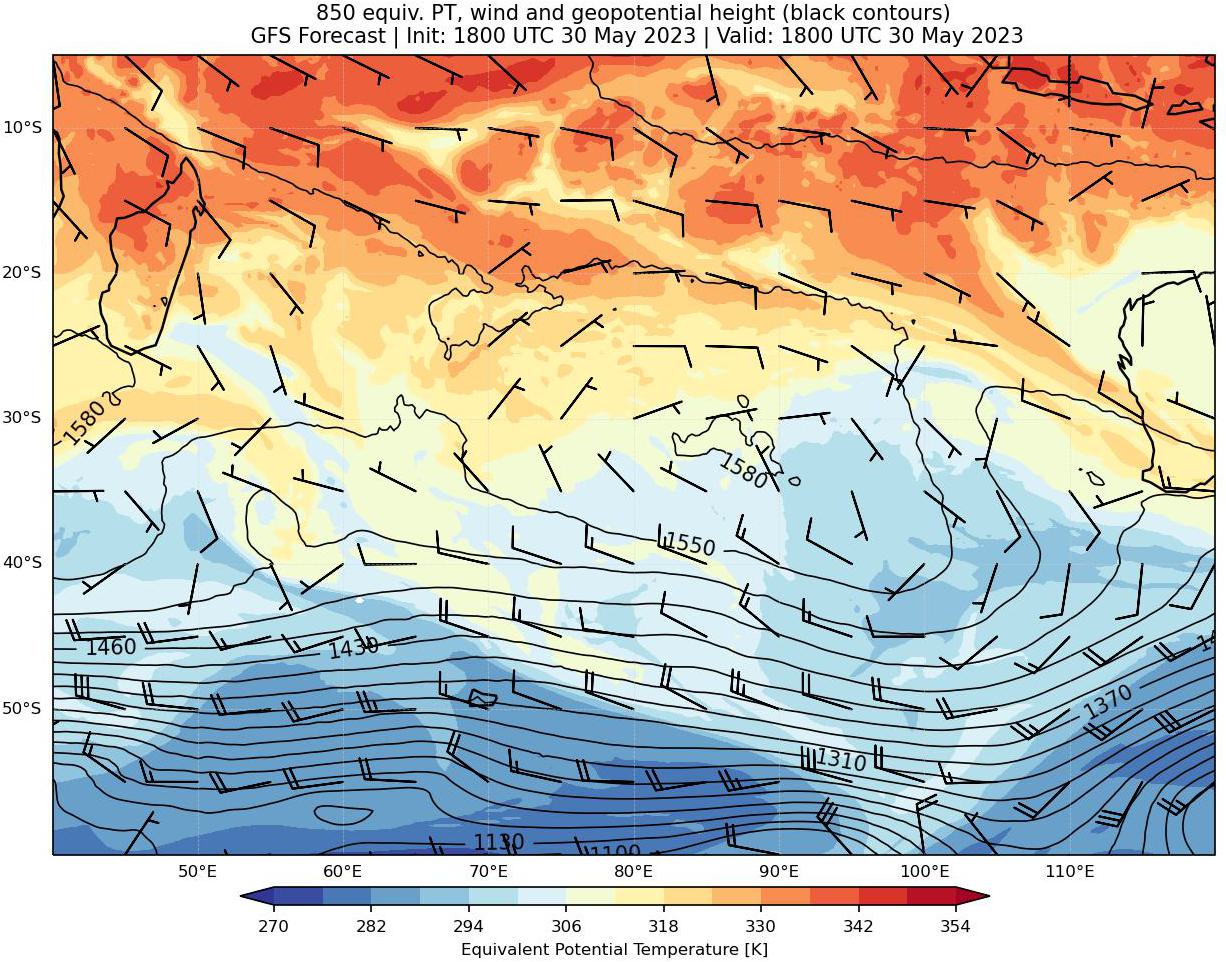 850 equiv. PT, wind and geopotential height (black contours)
GFS Forecast | Init: 1800 UTC 30 May 2023 | Valid: 1800 UTC 30 May 2023
10°S
20°S
30°S
1580
1580
1550
40°S
1460
1430
50°S
1370
1310
1130
1100
50°E 60°E 70°E 80°E 90°E 100°E 110°E
270 282 294 306 318 330 342 354
Equivalent Potential Temperature [K]